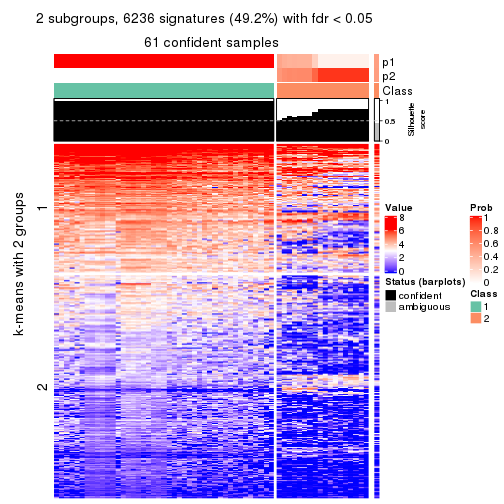 2 subgroups, 6236 signatures (49.2%) with fdr < 0.05
61 confident samples
p1
p2
Class
1
0.5
0
Silhouette
score
k-means with 2 groups
1
2
Value
8
6
4
2
0
Prob
1
0.8
0.6
0.4
0.2
0
Status (barplots)
confident
ambiguous
Class
1
2